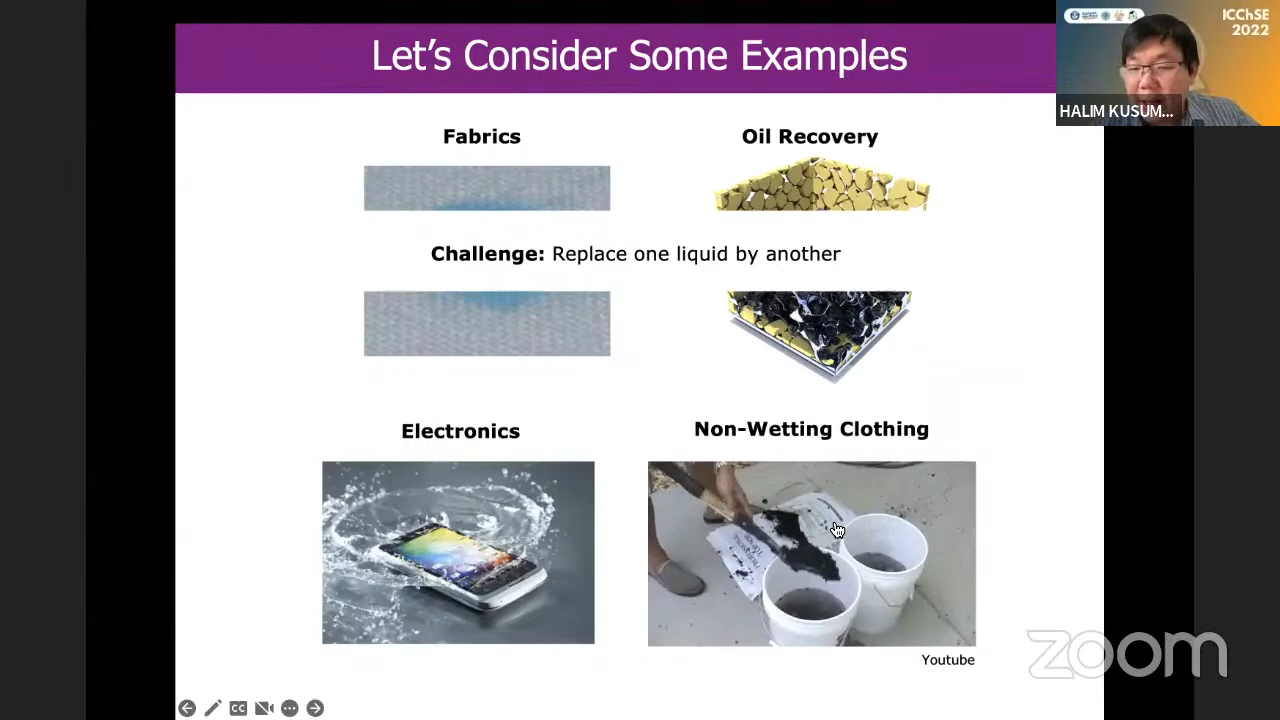 Let's Consider Some Examples
ICChSE
2022
HALIM KUSUM...
Fabrics
Oil Recovery
Challenge: Replace one liquid by another
Electronics
Non-Wetting Clothing
Youtube
zoom
CC